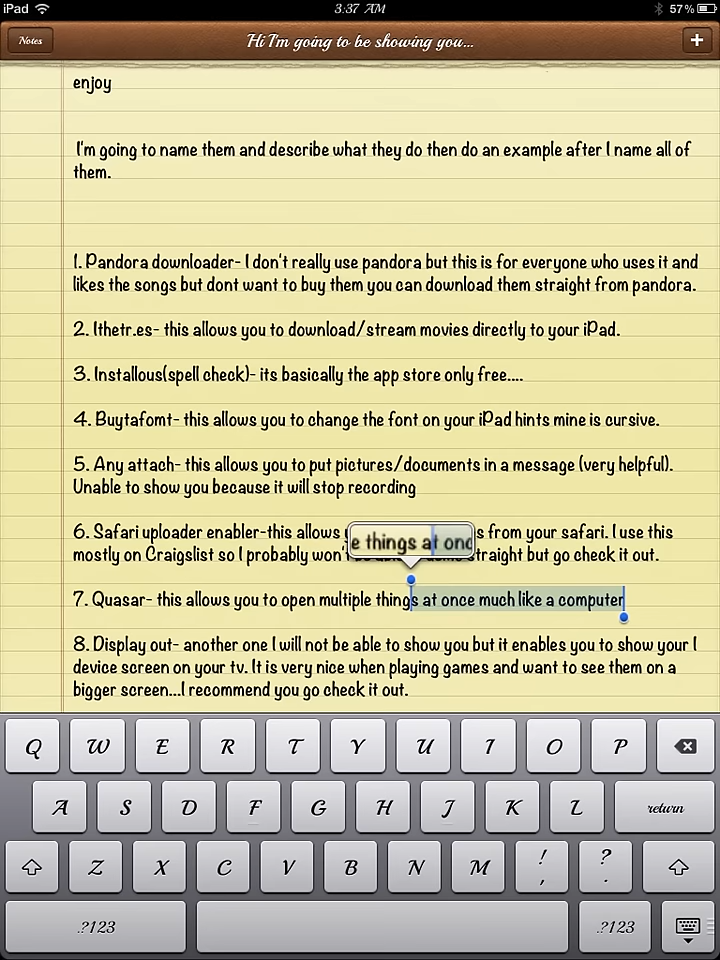 iPad 3:37 AM 57%
Notes Hi I'm going to be showing you... +
enjoy
I'm going to name them and describe what they do then do an example after I name all of
them.
1. Pandora downloader- I don't really use pandora but this is for everyone who uses it and
likes the songs but dont want to buy them you can download them straight from pandora.
2. Ithetr.es- this allows you to download/stream movies directly to your iPad.
3. Installous(spell check)- its basically the app store only free....
4. Buytafomt- this allows you to change the font on your iPad hints mine is cursive.
5. Any attach- this allows you to put pictures/documents in a message (very helpful).
Unable to show you because it will stop recording
6. Safari uploader enabler-this allows e things at onc s from your safari. I use this
mostly on Craigslist so I probably won't straight but go check it out.
7. Quasar- this allows you to open multiple things at once much like a computer
8. Display out- another one I will not be able to show you but it enables you to show your I
device screen on your tv. It is very nice when playing games and want to see them on a
bigger screen...I recommend you go check it out.
Q W E R T Y U I O P
A S D F G H J K L return
Z X C V B N M ! , ? .
.?123 .?123